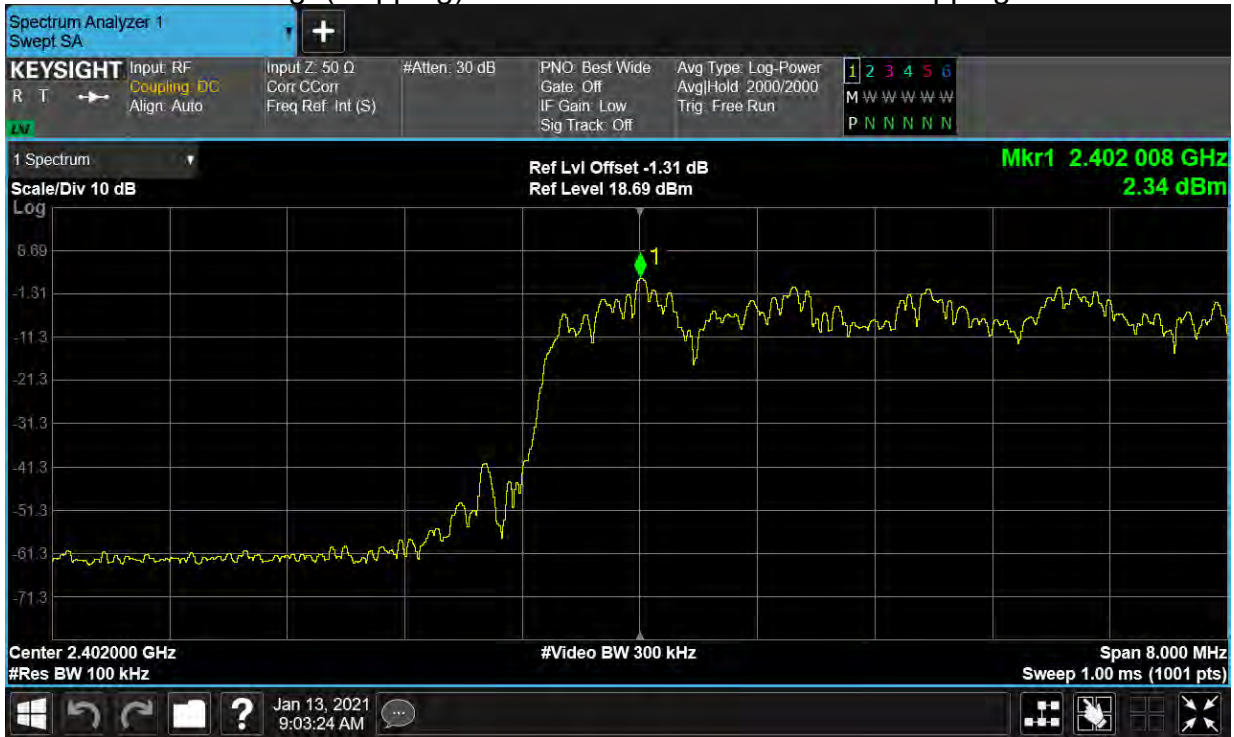 Spectrum Analyzer 1
Swept SA
+
KEYSIGHT Input: RF Input Z: 50 Ω #Atten: 30 dB PNO: Best Wide Avg Type: Log-Power 1 2 3 4 5 6
R T Coupling: DC Corr CCorr Gate: Off Avg|Hold: 2000/2000 M W W W W W W
Align: Auto Freq Ref: Int (S) IF Gain: Low Trig: Free Run
Sig Track: Off P N N N N N N
1 Spectrum Ref Lvl Offset -1.31 dB Mkr1 2.402 008 GHz
Scale/Div 10 dB Ref Level 18.69 dBm 2.34 dBm
Log
8.69
1
-1.31
-11.3
-21.3
-31.3
-41.3
-51.3
-61.3
-71.3
Center 2.402000 GHz #Video BW 300 kHz Span 8.000 MHz
#Res BW 100 kHz Sweep 1.00 ms (1001 pts)
? Jan 13, 2021
9:03:24 AM